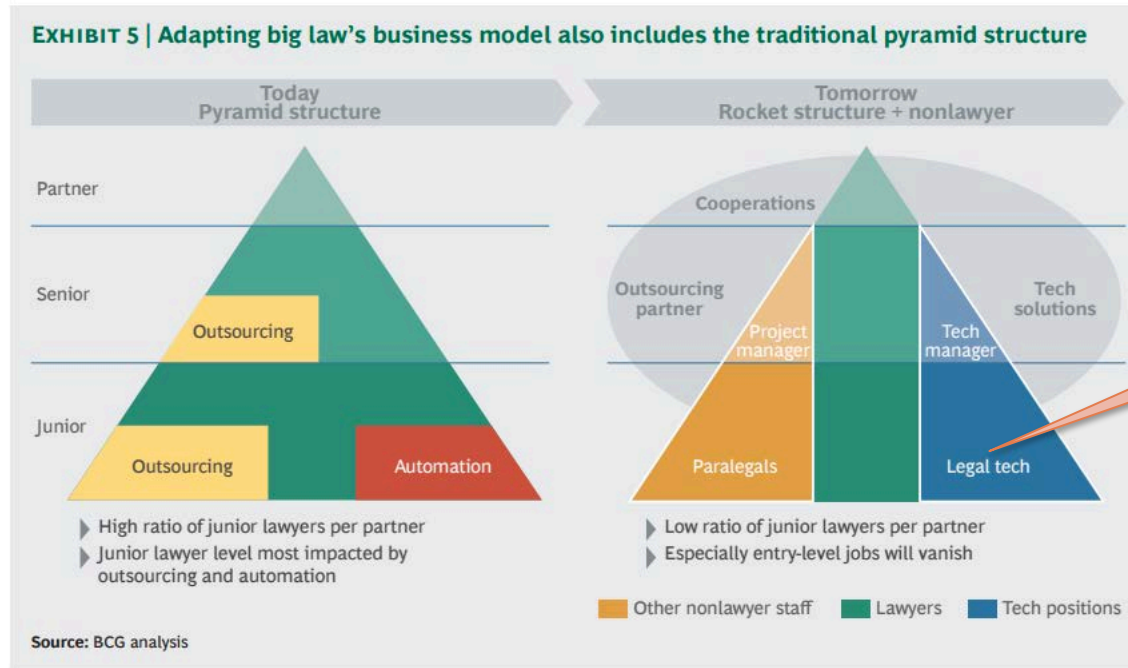 EXHIBIT 5 | Adapting big law's business model also includes the traditional pyramid structure
Today
Pyramid structure
Tomorrow
Rocket structure + nonlawyer
Partner
Senior
Junior
Outsourcing
Outsourcing
Automation
Cooperations
Outsourcing
partner
Tech
solutions
Project
manager
Tech
manager
Paralegals
Legal tech
High ratio of junior lawyers per partner
Junior lawyer level most impacted by
outsourcing and automation
Low ratio of junior lawyers per partner
Especially entry-level jobs will vanish
Other nonlawyer staff
Lawyers
Tech positions
Source: BCG analysis